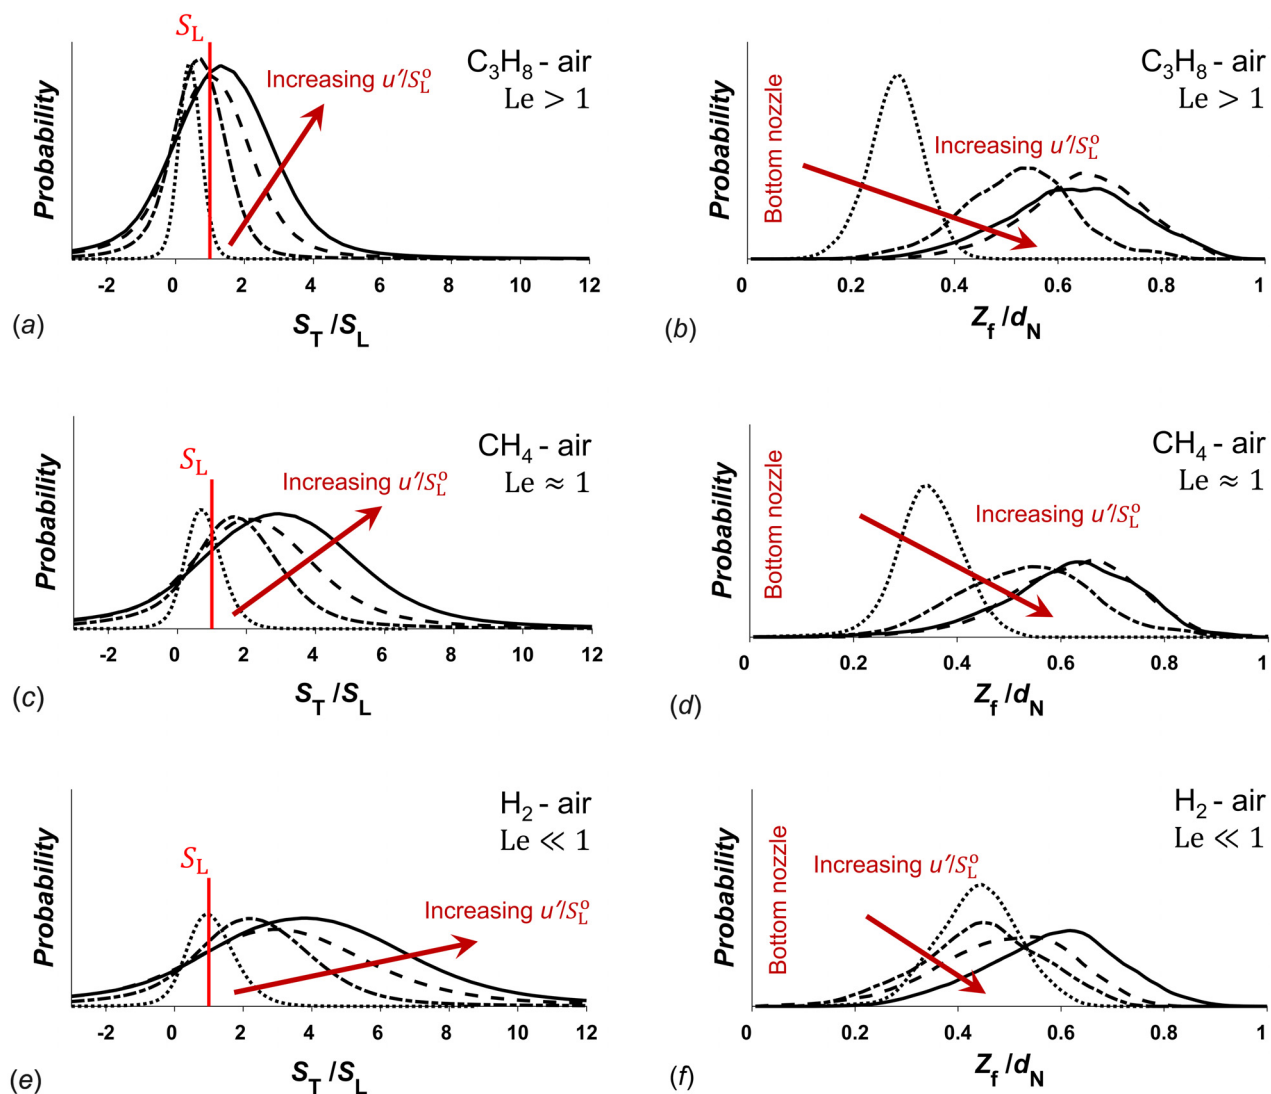 S_L
C3H8 - air
Le > 1
Increasing u′/S_L^o
Probability
-2 0 2 4 6 8 10 12
S_T /S_L
(a)
C3H8 - air
Le > 1
Bottom nozzle
Increasing u′/S_L^o
Probability
0 0.2 0.4 0.6 0.8 1
Z_f /d_N
(b)
S_L
CH4 - air
Le ≈ 1
Increasing u′/S_L^o
Probability
-2 0 2 4 6 8 10 12
S_T /S_L
(c)
CH4 - air
Le ≈ 1
Bottom nozzle
Increasing u′/S_L^o
Probability
0 0.2 0.4 0.6 0.8 1
Z_f /d_N
(d)
S_L
H2 - air
Le ≪ 1
Increasing u′/S_L^o
Probability
-2 0 2 4 6 8 10 12
S_T /S_L
(e)
H2 - air
Le ≪ 1
Bottom nozzle
Increasing u′/S_L^o
Probability
0 0.2 0.4 0.6 0.8 1
Z_f /d_N
(f)